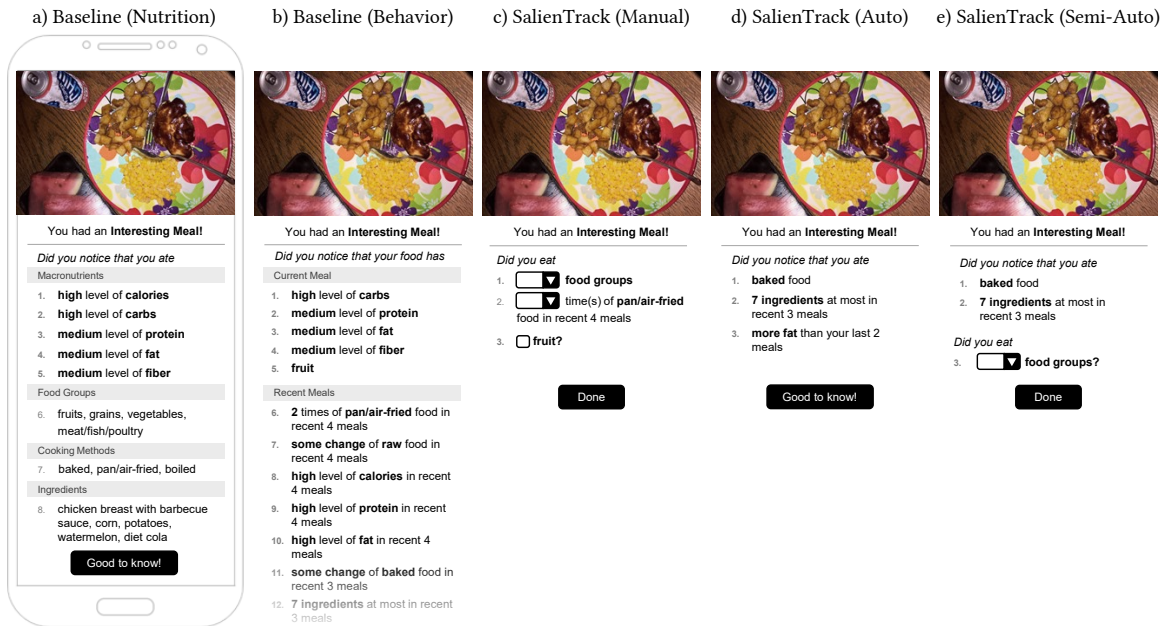 a) Baseline (Nutrition)
You had an Interesting Meal!
Did you notice that you ate
Macronutrients
1. high level of calories
2. high level of carbs
3. medium level of protein
4. medium level of fat
5. medium level of fiber
Food Groups
6. fruits, grains, vegetables,
meat/fish/poultry
Cooking Methods
7. baked, pan/air-fried, boiled
Ingredients
8. chicken breast with barbecue
sauce, corn, potatoes,
watermelon, diet cola
Good to know!
b) Baseline (Behavior)
You had an Interesting Meal!
Did you notice that your food has
Current Meal
1. high level of carbs
2. medium level of protein
3. medium level of fat
4. medium level of fiber
5. fruit
Recent Meals
6. 2 times of pan/air-fried food in
recent 4 meals
7. some change of raw food in
recent 4 meals
8. high level of calories in recent
4 meals
9. high level of protein in recent
4 meals
10. high level of fat in recent 4
meals
11. some change of baked food in
recent 3 meals
12. 7 ingredients at most in recent
3 meals
c) SalienTrack (Manual)
You had an Interesting Meal!
Did you eat
1. food groups
2. time(s) of pan/air-fried
food in recent 4 meals
3. fruit?
Done
d) SalienTrack (Auto)
You had an Interesting Meal!
Did you notice that you ate
1. baked food
2. 7 ingredients at most in
recent 3 meals
3. more fat than your last 2
meals
Good to know!
e) SalienTrack (Semi-Auto)
You had an Interesting Meal!
Did you notice that you ate
1. baked food
2. 7 ingredients at most in
recent 3 meals
Did you eat
3. food groups?
Done